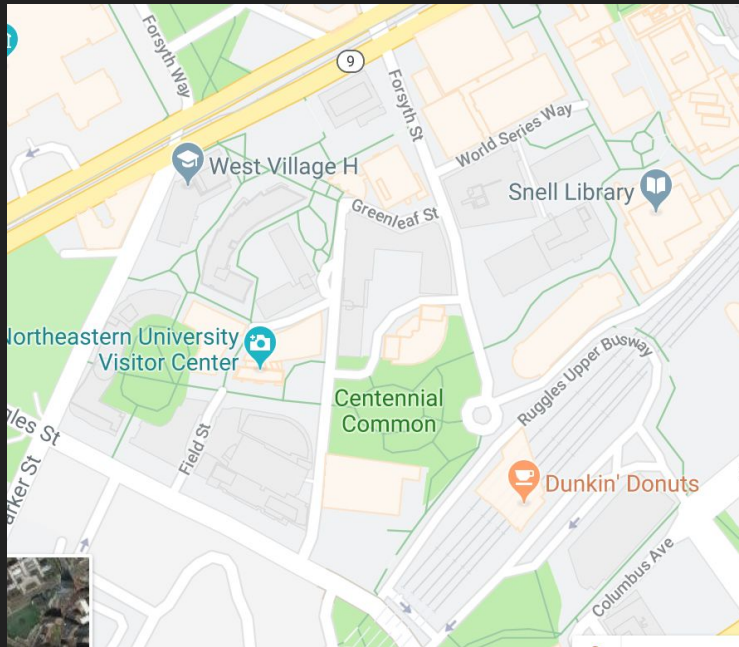 Forsyth Way
9
Forsyth St
World Series Way
West Village H
Snell Library
Greenleaf St
Northeastern University
Visitor Center
Ruggles Upper Busway
Centennial
Common
gles St
Field St
arker St
Dunkin' Donuts
Columbus Ave